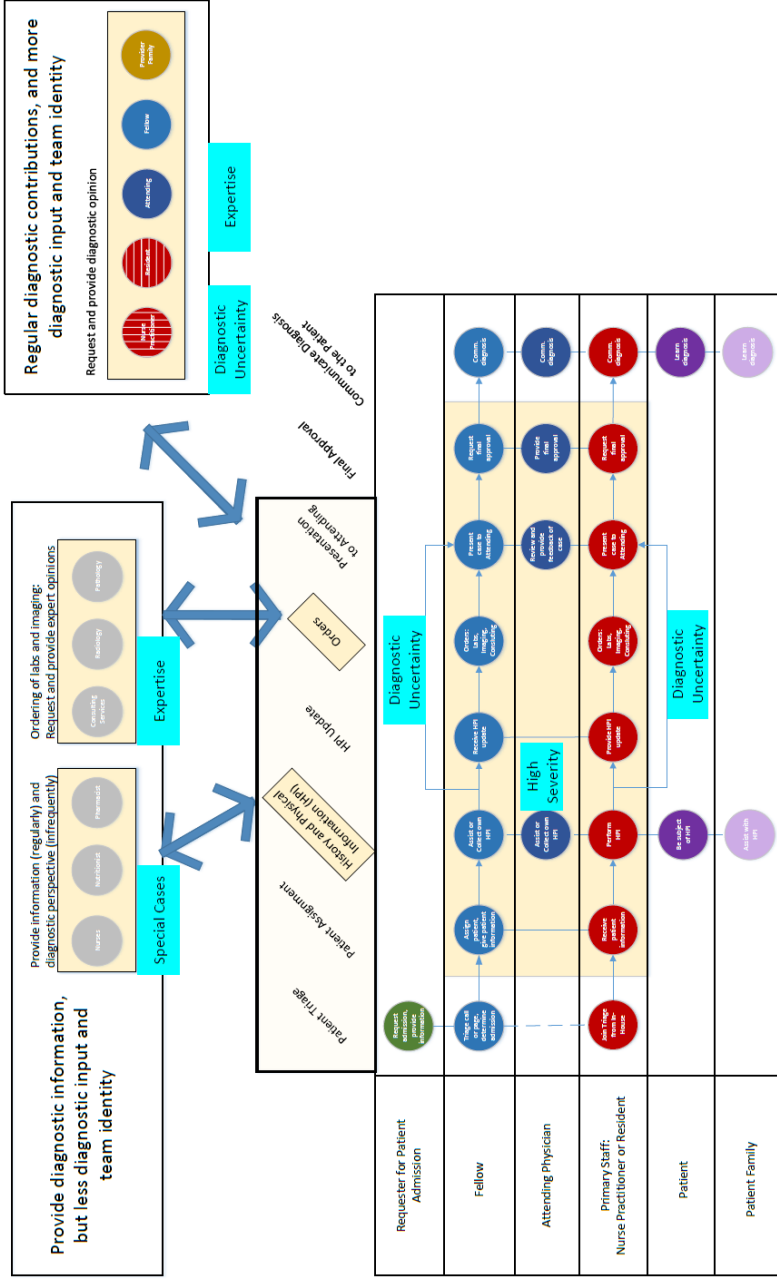 Provide diagnostic information,
but less diagnostic input and
team identity
Provide information (regularly) and
diagnostic perspective (infrequently)
Nurses
Nutritionist
Pharmacist
Special Cases
Ordering of labs and imaging:
Request and provide expert opinions
Consulting
Services
Radiology
Pathology
Expertise
Regular diagnostic contributions, and more
diagnostic input and team identity
Request and provide diagnostic opinion
Nurse
Practitioner
Resident
Attending
Fellow
Provider
Family
Diagnostic
Uncertainty
Expertise
Patient Triage
Patient Assignment
History and Physical
Information (HPI)
HPI Update
Orders
Presentation
to Attending
Final Approval
Communicate Diagnosis
to the Patient
Requester for Patient
Admission
Request
admission,
provide
information
Fellow
Triage call
or page,
determine
admission
Assign
patient,
give patient
information
Assist or
Collect own
HPI
Receive HPI
update
Orders:
Labs,
Imaging,
Consluting
Present
case to
Attending
Request
final
approval
Comm.
diagnosis
Diagnostic
Uncertainty
Attending Physician
Assist or
Collect own
HPI
High
Severity
Review and
provide
feedback of
case
Provide
final
approval
Comm.
diagnosis
Primary Staff:
Nurse Practitioner or Resident
Join Triage
from In-
House
Receive
patient
information
Perform
HPI
Provide HPI
update
Orders:
Labs,
Imaging,
Consluting
Present
case to
Attending
Request
final
approval
Comm.
diagnosis
Diagnostic
Uncertainty
Patient
Be subject
of HPI
Learn
diagnosis
Patient Family
Assist with
HPI
Learn
diagnosis